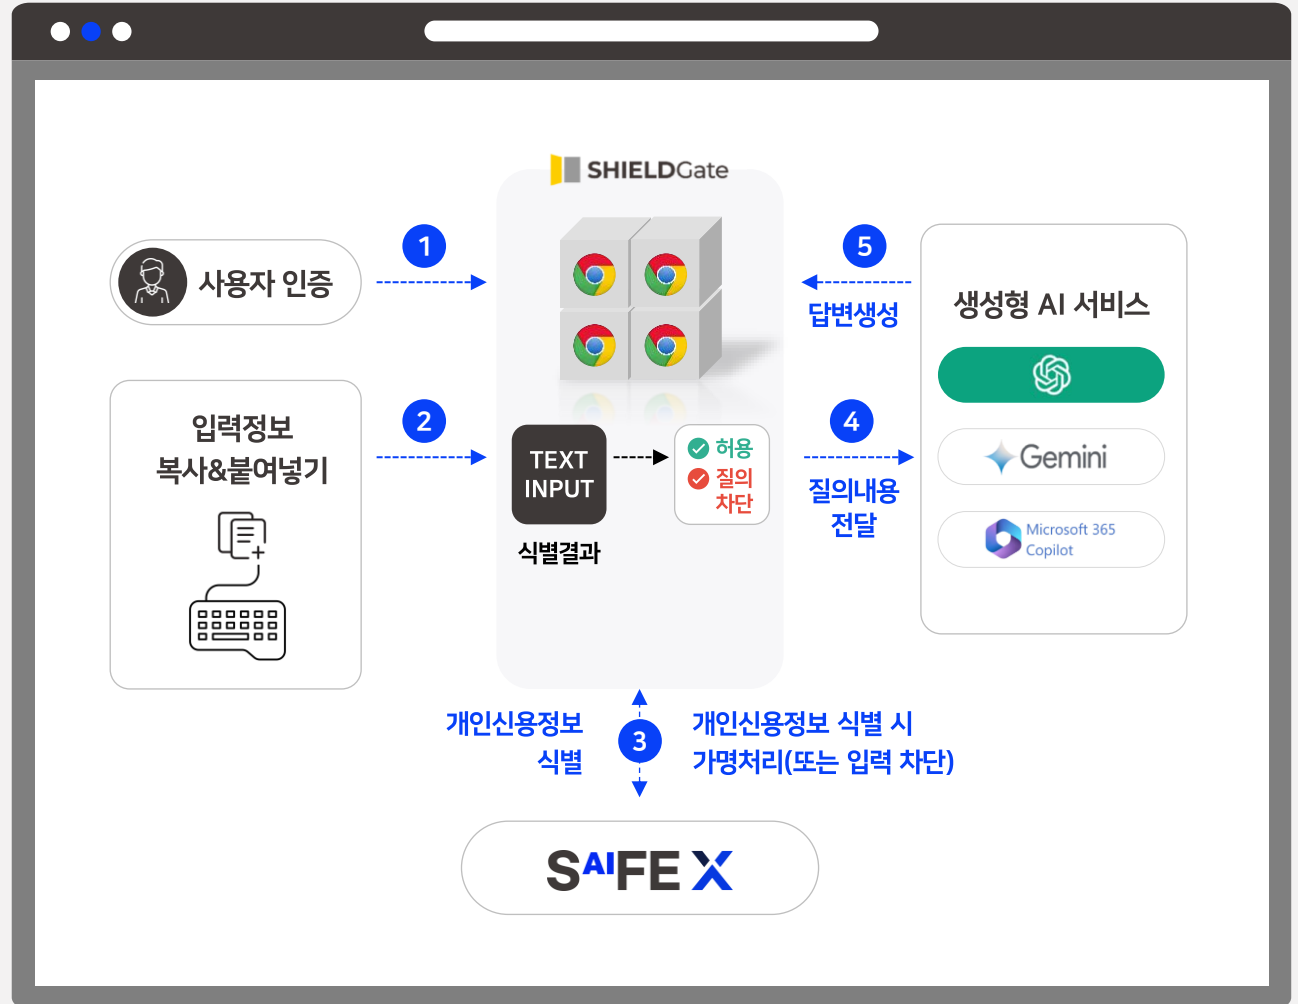 SHIELDGate
1
사용자 인증
2
입력정보
복사&붙여넣기
TEXT
INPUT
허용
질의
차단
식별결과
5
답변생성
4
질의내용
전달
생성형 AI 서비스
Gemini
Microsoft 365
Copilot
개인신용정보
식별
3
개인신용정보 식별 시
가명처리(또는 입력 차단)
SAIFE X